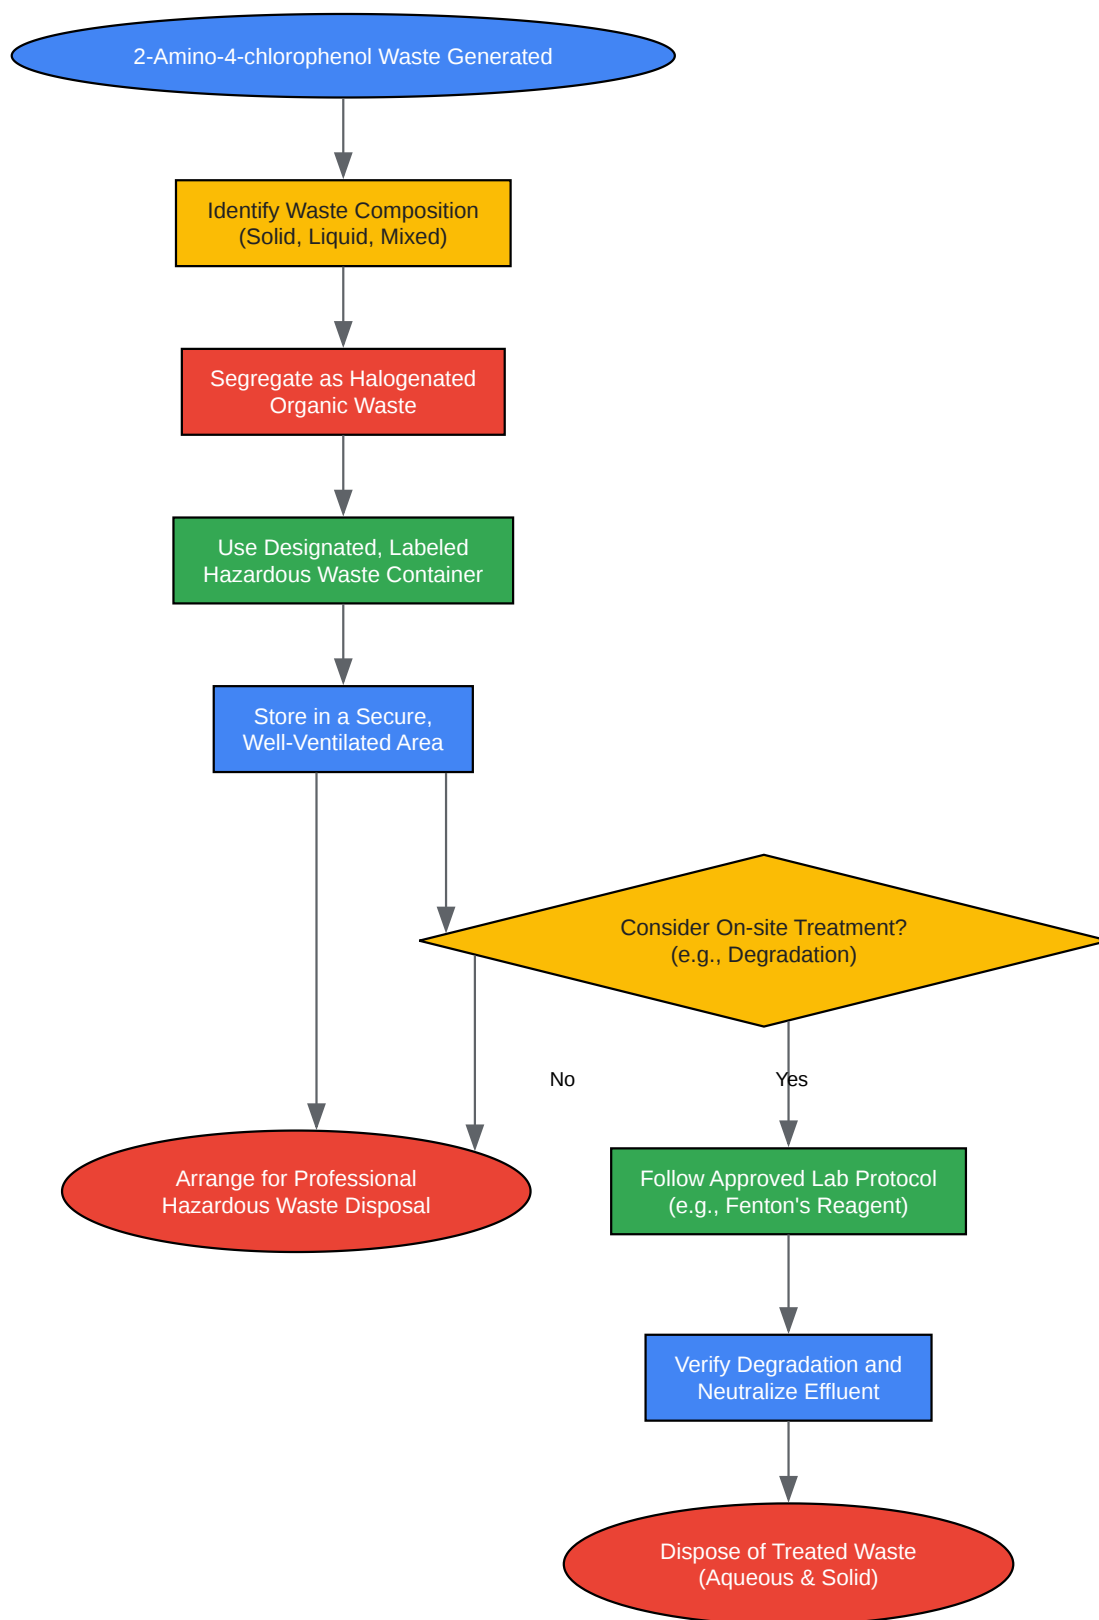 2-Amino-4-chlorophenol Waste Generated
Identify Waste Composition
(Solid, Liquid, Mixed)
Segregate as Halogenated
Organic Waste
Use Designated, Labeled
Hazardous Waste Container
Store in a Secure,
Well-Ventilated Area
Consider On-site Treatment?
(e.g., Degradation)
No
Yes
Arrange for Professional
Hazardous Waste Disposal
Follow Approved Lab Protocol
(e.g., Fenton's Reagent)
Verify Degradation and
Neutralize Effluent
Dispose of Treated Waste
(Aqueous & Solid)